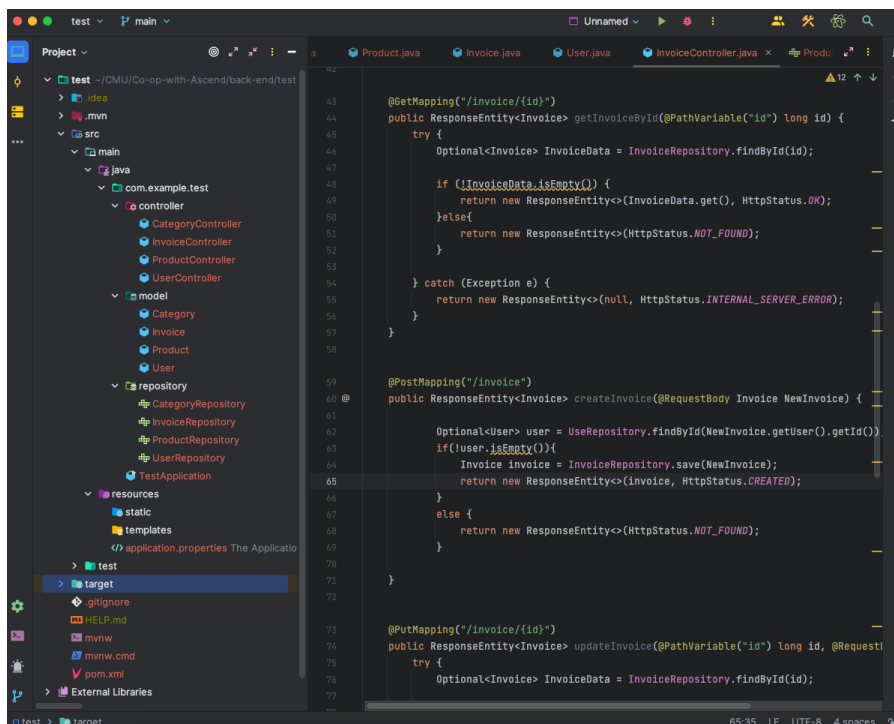 test
main
Unnamed
Project
Product.java
Invoice.java
User.java
InvoiceController.java
Produ
test ~/CMU/Co-op-with-Ascend/back-end/test
.idea
.mvn
src
main
java
com.example.test
controller
CategoryController
InvoiceController
ProductController
UserController
model
Category
Invoice
Product
User
repository
CategoryRepository
InvoiceRepository
ProductRepository
UserRepository
TestApplication
resources
static
templates
application.properties The Applicatio
test
target
.gitignore
HELP.md
mvnw
mvnw.cmd
pom.xml
External Libraries
12
42
43 @GetMapping("/invoice/{id}")
44 public ResponseEntity<Invoice> getInvoiceById(@PathVariable("id") long id) {
45 try {
46 Optional<Invoice> InvoiceData = InvoiceRepository.findById(id);
47
48 if (!InvoiceData.isEmpty()) {
49 return new ResponseEntity<>(InvoiceData.get(), HttpStatus.OK);
50 }else{
51 return new ResponseEntity<>(HttpStatus.NOT_FOUND);
52 }
53
54 } catch (Exception e) {
55 return new ResponseEntity<>(null, HttpStatus.INTERNAL_SERVER_ERROR);
56 }
57 }
58
59 @PostMapping("/invoice")
60 @ public ResponseEntity<Invoice> createInvoice(@RequestBody Invoice NewInvoice) {
61
62 Optional<User> user = UseRepository.findById(NewInvoice.getUser().getId())
63 if(!user.isEmpty()){
64 Invoice invoice = InvoiceRepository.save(NewInvoice);
65 return new ResponseEntity<>(invoice, HttpStatus.CREATED);
66 }
67 else {
68 return new ResponseEntity<>(HttpStatus.NOT_FOUND);
69 }
70
71 }
72
73 @PutMapping("/invoice/{id}")
74 public ResponseEntity<Invoice> updateInvoice(@PathVariable("id") long id, @Request
75 try {
76 Optional<Invoice> InvoiceData = InvoiceRepository.findById(id);
77
test > target
65:35 LF UTF-8 4 spaces